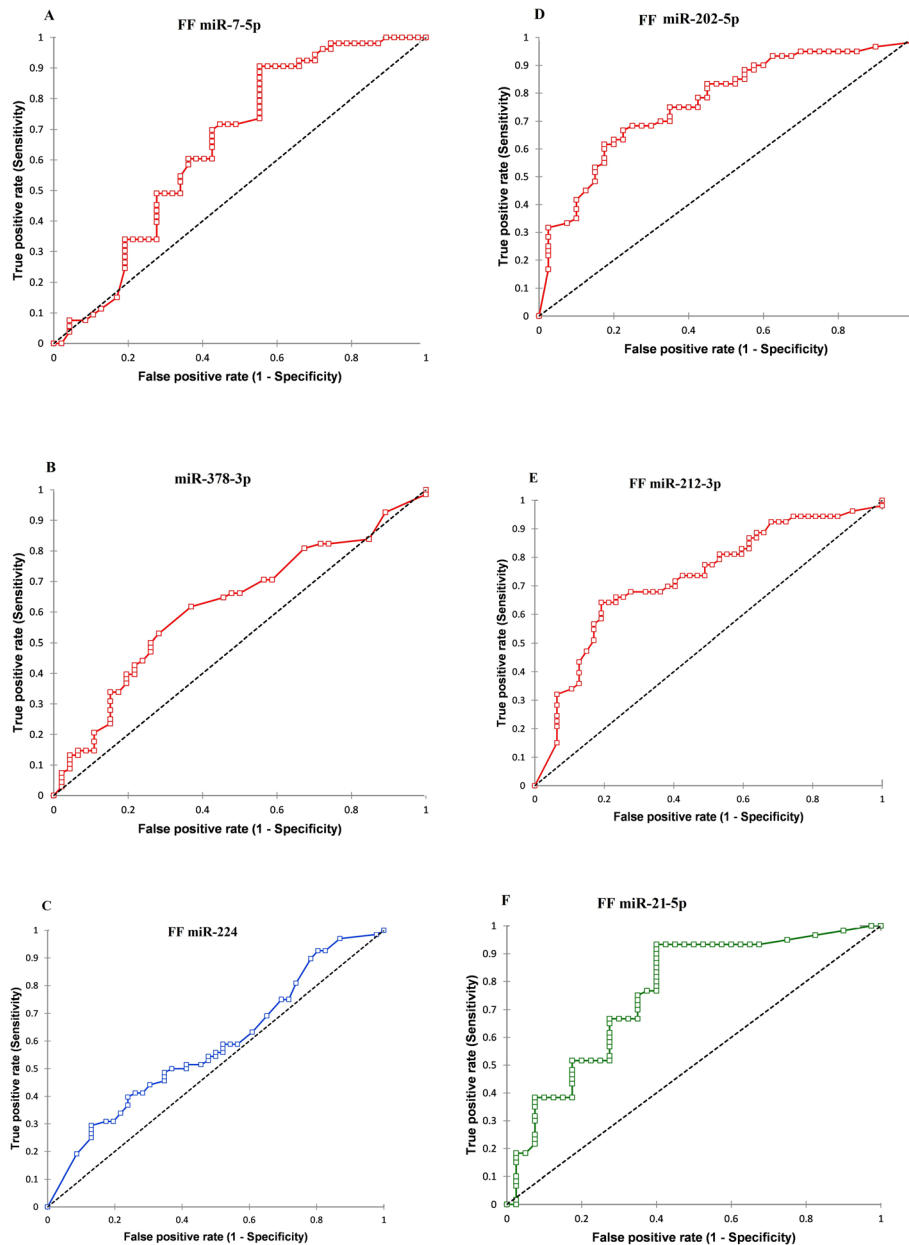 A
FF miR-7-5p
1
0.9
0.8
0.7
0.6
0.5
0.4
0.3
0.2
0.1
0
True positive rate (Sensitivity)
0 0.2 0.4 0.6 0.8 1
False positive rate (1 - Specificity)
D
FF miR-202-5p
1
0.9
0.8
0.7
0.6
0.5
0.4
0.3
0.2
0.1
0
True positive rate (Sensitivity)
0 0.2 0.4 0.6 0.8
False positive rate (1 - Specificity)
B
miR-378-3p
1
0.9
0.8
0.7
0.6
0.5
0.4
0.3
0.2
0.1
0
True positive rate (Sensitivity)
0 0.2 0.4 0.6 0.8 1
False positive rate (1 - Specificity)
E
FF miR-212-3p
1
0.9
0.8
0.7
0.6
0.5
0.4
0.3
0.2
0.1
0
True positive rate (Sensitivity)
0 0.2 0.4 0.6 0.8 1
False positive rate (1 - Specificity)
C
FF miR-224
1
0.9
0.8
0.7
0.6
0.5
0.4
0.3
0.2
0.1
0
True positive rate (Sensitivity)
0 0.2 0.4 0.6 0.8 1
False positive rate (1 - Specificity)
F
FF miR-21-5p
1
0.9
0.8
0.7
0.6
0.5
0.4
0.3
0.2
0.1
0
True positive rate (Sensitivity)
0 0.2 0.4 0.6 0.8 1
False positive rate (1 - Specificity)